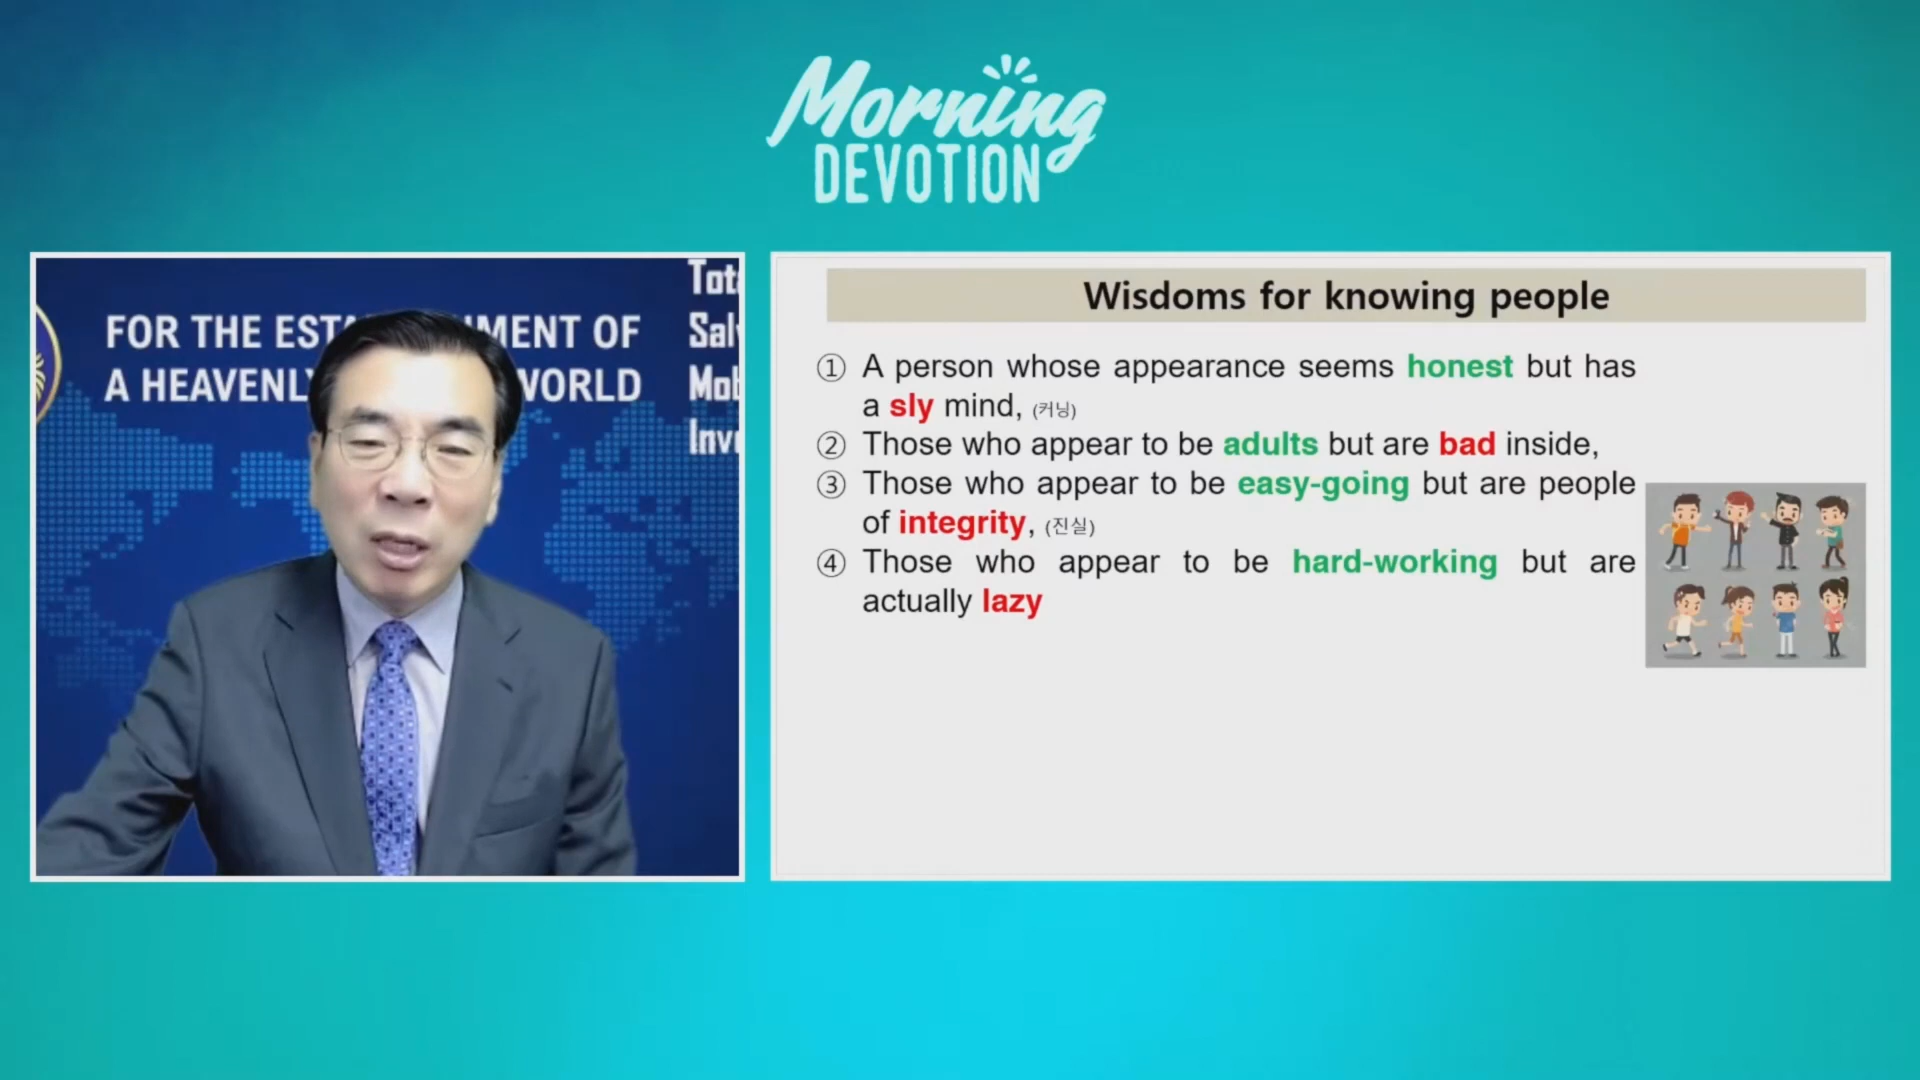 Morning
DEVOTION
FOR THE EST MENT OF
A HEAVENL WORLD
Wisdoms for knowing people
① A person whose appearance seems honest but has
a sly mind, (커닝)
② Those who appear to be adults but are bad inside,
③ Those who appear to be easy-going but are people
of integrity, (진실)
④ Those who appear to be hard-working but are
actually lazy